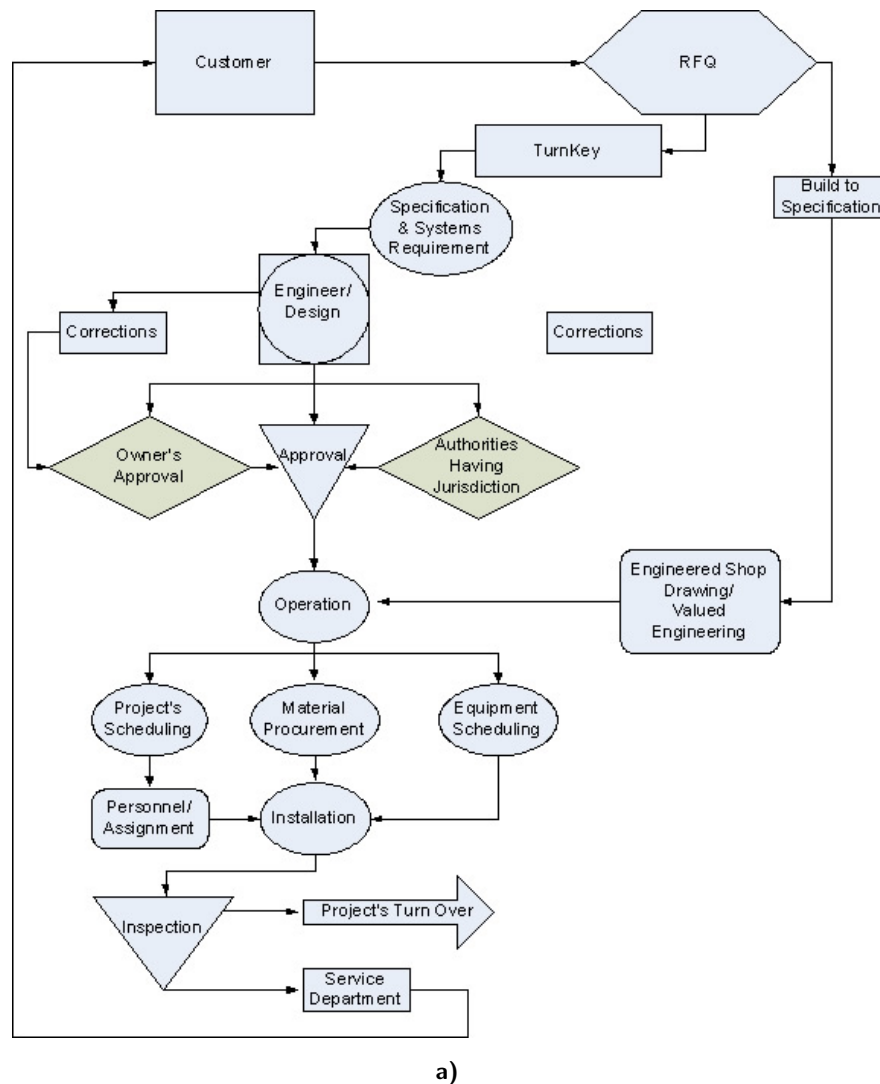 Customer
RFQ
TurnKey
Build to
Specification
Specification
& Systems
Requirement
Engineer/
Design
Corrections
Corrections
Owner's
Approval
Approval
Authorities
Having
Jurisdiction
Engineered Shop
Drawing/
Valued
Engineering
Operation
Project's
Scheduling
Material
Procurement
Equipment
Scheduling
Personnel/
Assignment
Installation
Inspection
Project's Turn Over
Service
Department
a)